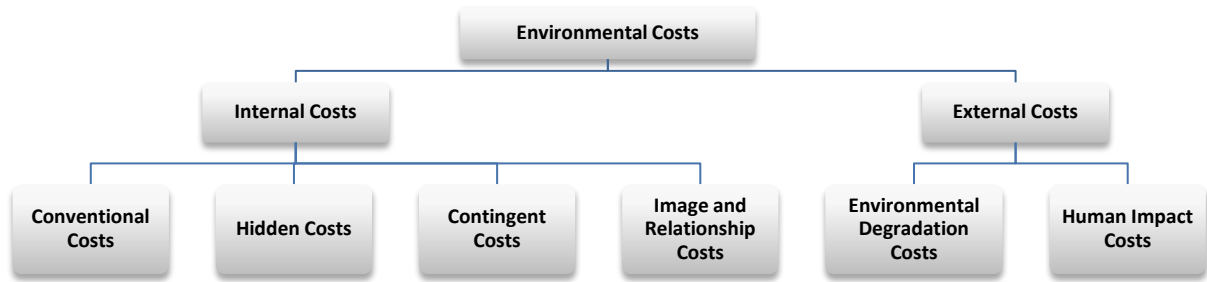 Environmental Costs
Internal Costs
External Costs
Conventional
Costs
Hidden Costs
Contingent
Costs
Image and
Relationship
Costs
Environmental
Degradation
Costs
Human Impact
Costs